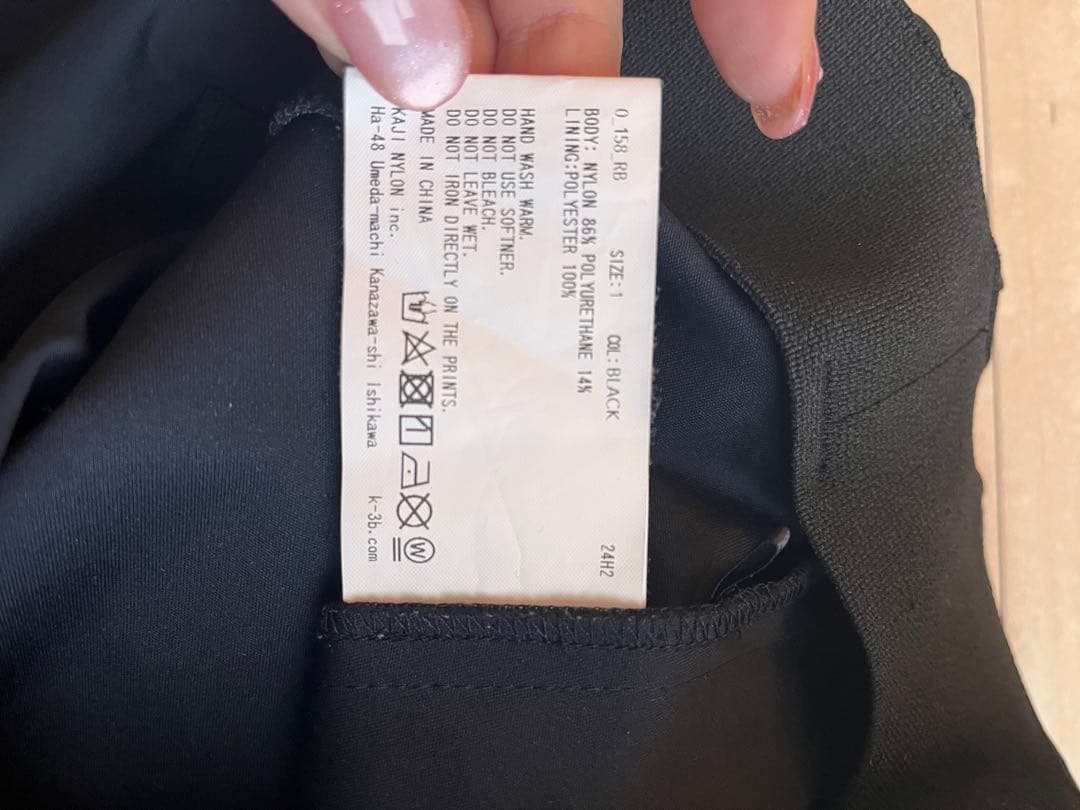 0_158_RB SIZE:1 COL:BLACK 24H2
BODY: NYLON 86% POLYURETHANE 14%
LINING:POLYESTER 100%
HAND WASH WARM.
DO NOT USE SOFTNER.
DO NOT BLEACH.
DO NOT LEAVE WET.
DO NOT IRON DIRECTLY ON THE PRINTS.
MADE IN CHINA
W
KAJI NYLON inc.
Ha-48 Umeda-machi Kanazawa-shi Ishikawa k-3b.com